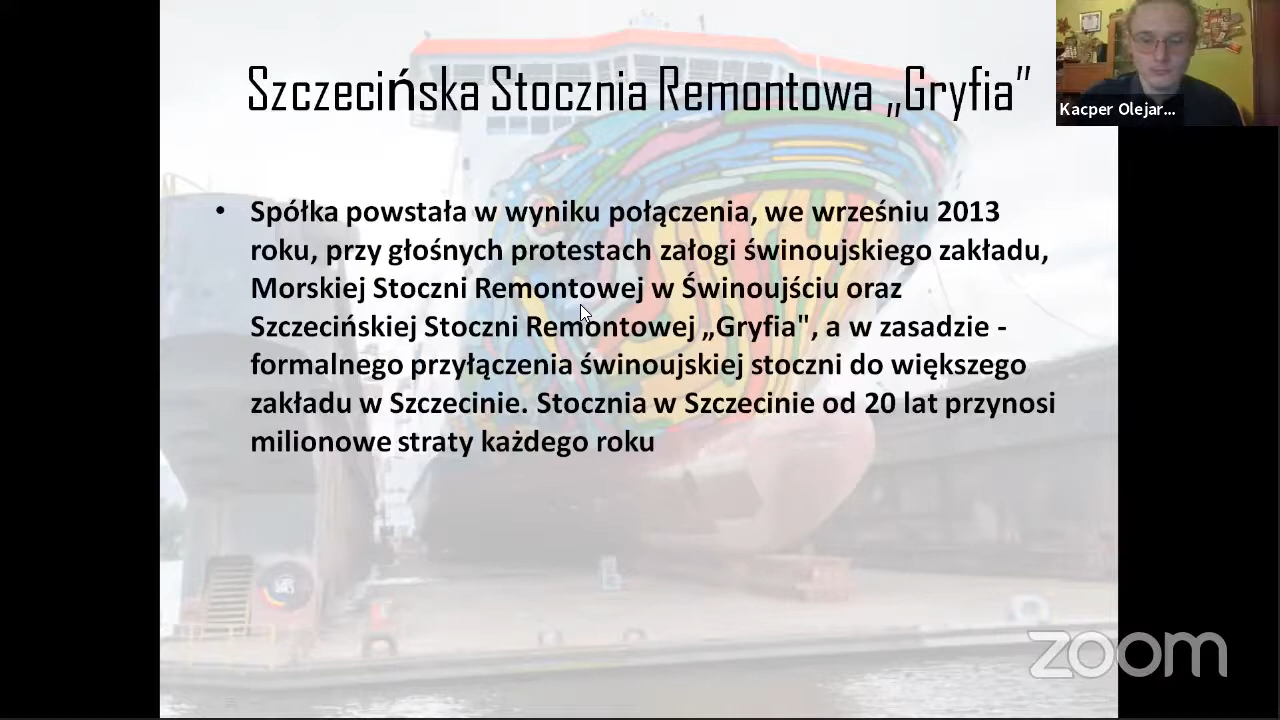 Szczecińska Stocznia Remontowa „Gryfia”
Kacper Olejar...
• Spółka powstała w wyniku połączenia, we wrześniu 2013
roku, przy głośnych protestach załogi świnoujskiego zakładu,
Morskiej Stoczni Remontowej w Świnoujściu oraz
Szczecińskiej Stoczni Remontowej „Gryfia", a w zasadzie -
formalnego przyłączenia świnoujskiej stoczni do większego
zakładu w Szczecinie. Stocznia w Szczecinie od 20 lat przynosi
milionowe straty każdego roku
zoom